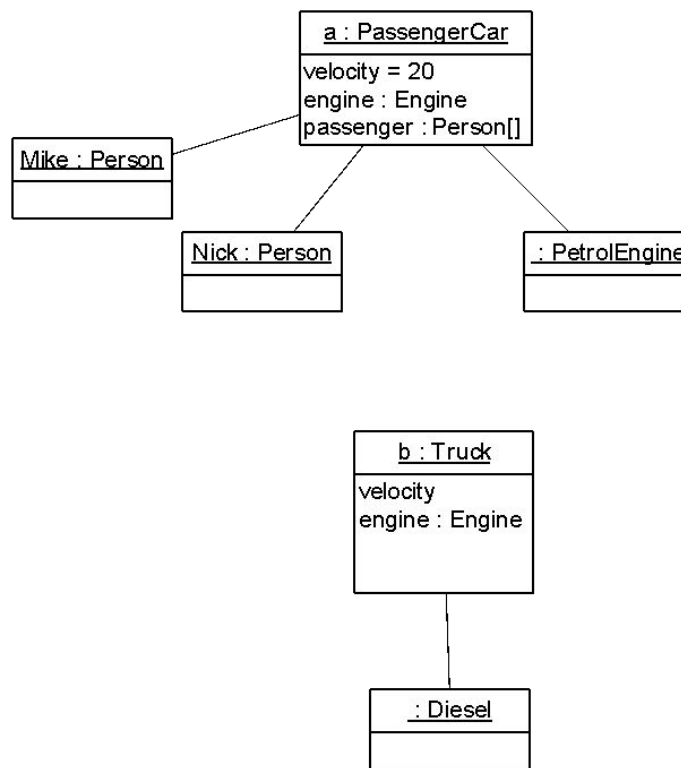 a : PassengerCar
velocity = 20
engine : Engine
passenger : Person[]
Mike : Person
Nick : Person
: PetrolEngine
b : Truck
velocity
engine : Engine
: Diesel